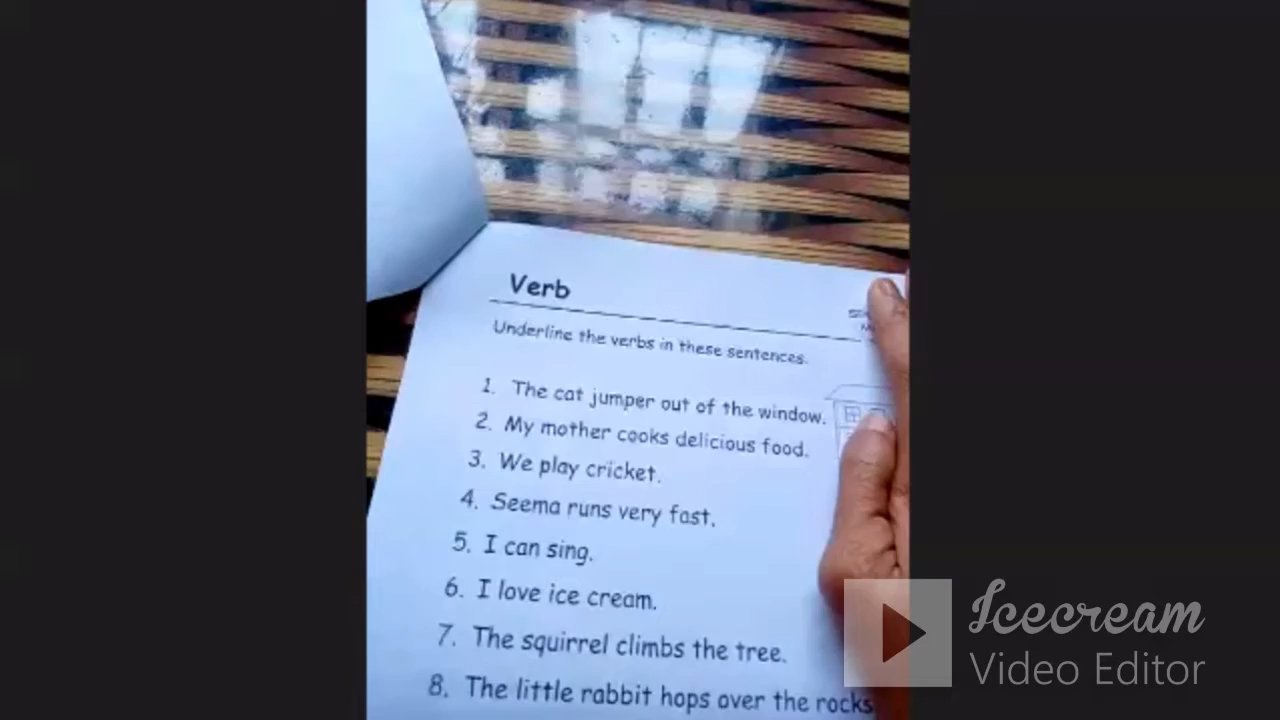 Verb
Underline the verbs in these sentences.
1. The cat jumper out of the window.
2. My mother cooks delicious food.
3. We play cricket.
4. Seema runs very fast.
5. I can sing.
6. I love ice cream.
7. The squirrel climbs the tree.
8. The little rabbit hops over the rocks
Icecream
Video Editor